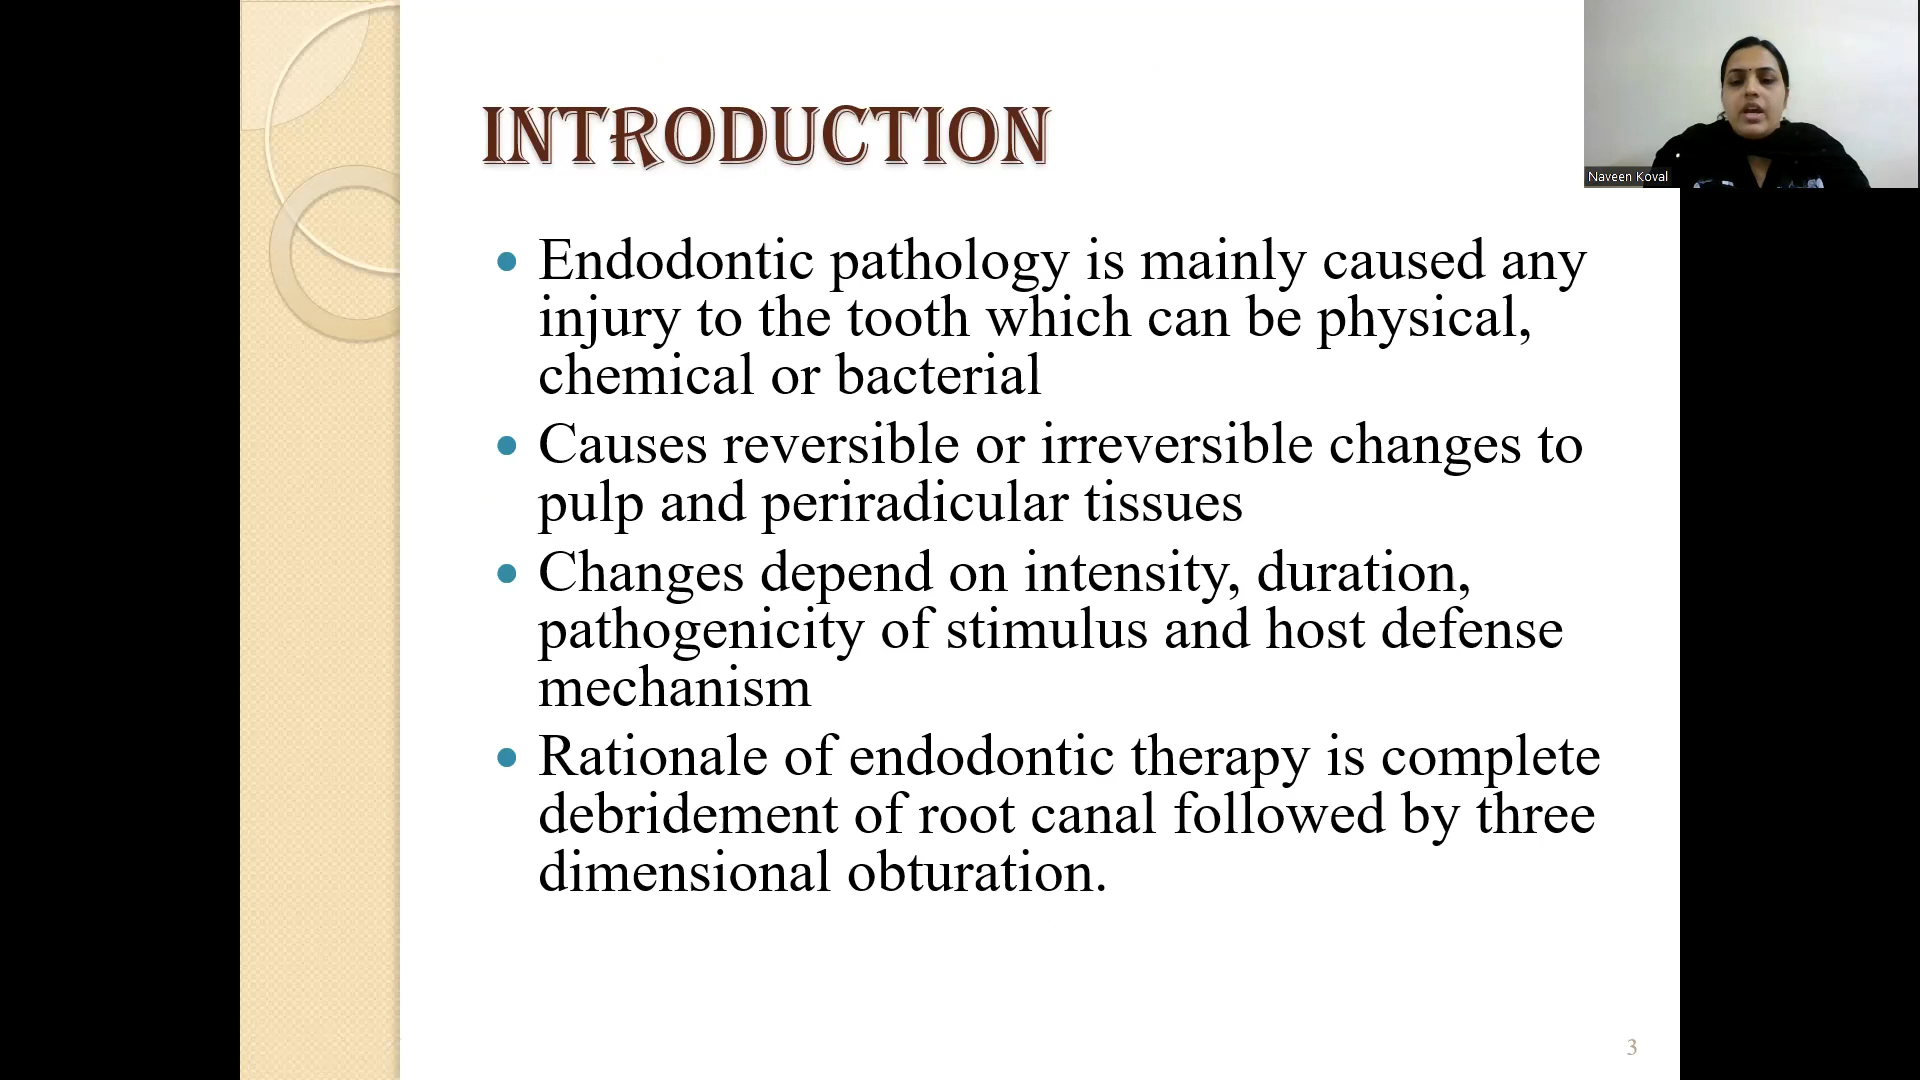 INTRODUCTION
Naveen Koval
Endodontic pathology is mainly caused any
injury to the tooth which can be physical,
chemical or bacterial
Causes reversible or irreversible changes to
pulp and periradicular tissues
Changes depend on intensity, duration,
pathogenicity of stimulus and host defense
mechanism
Rationale of endodontic therapy is complete
debridement of root canal followed by three
dimensional obturation.
3